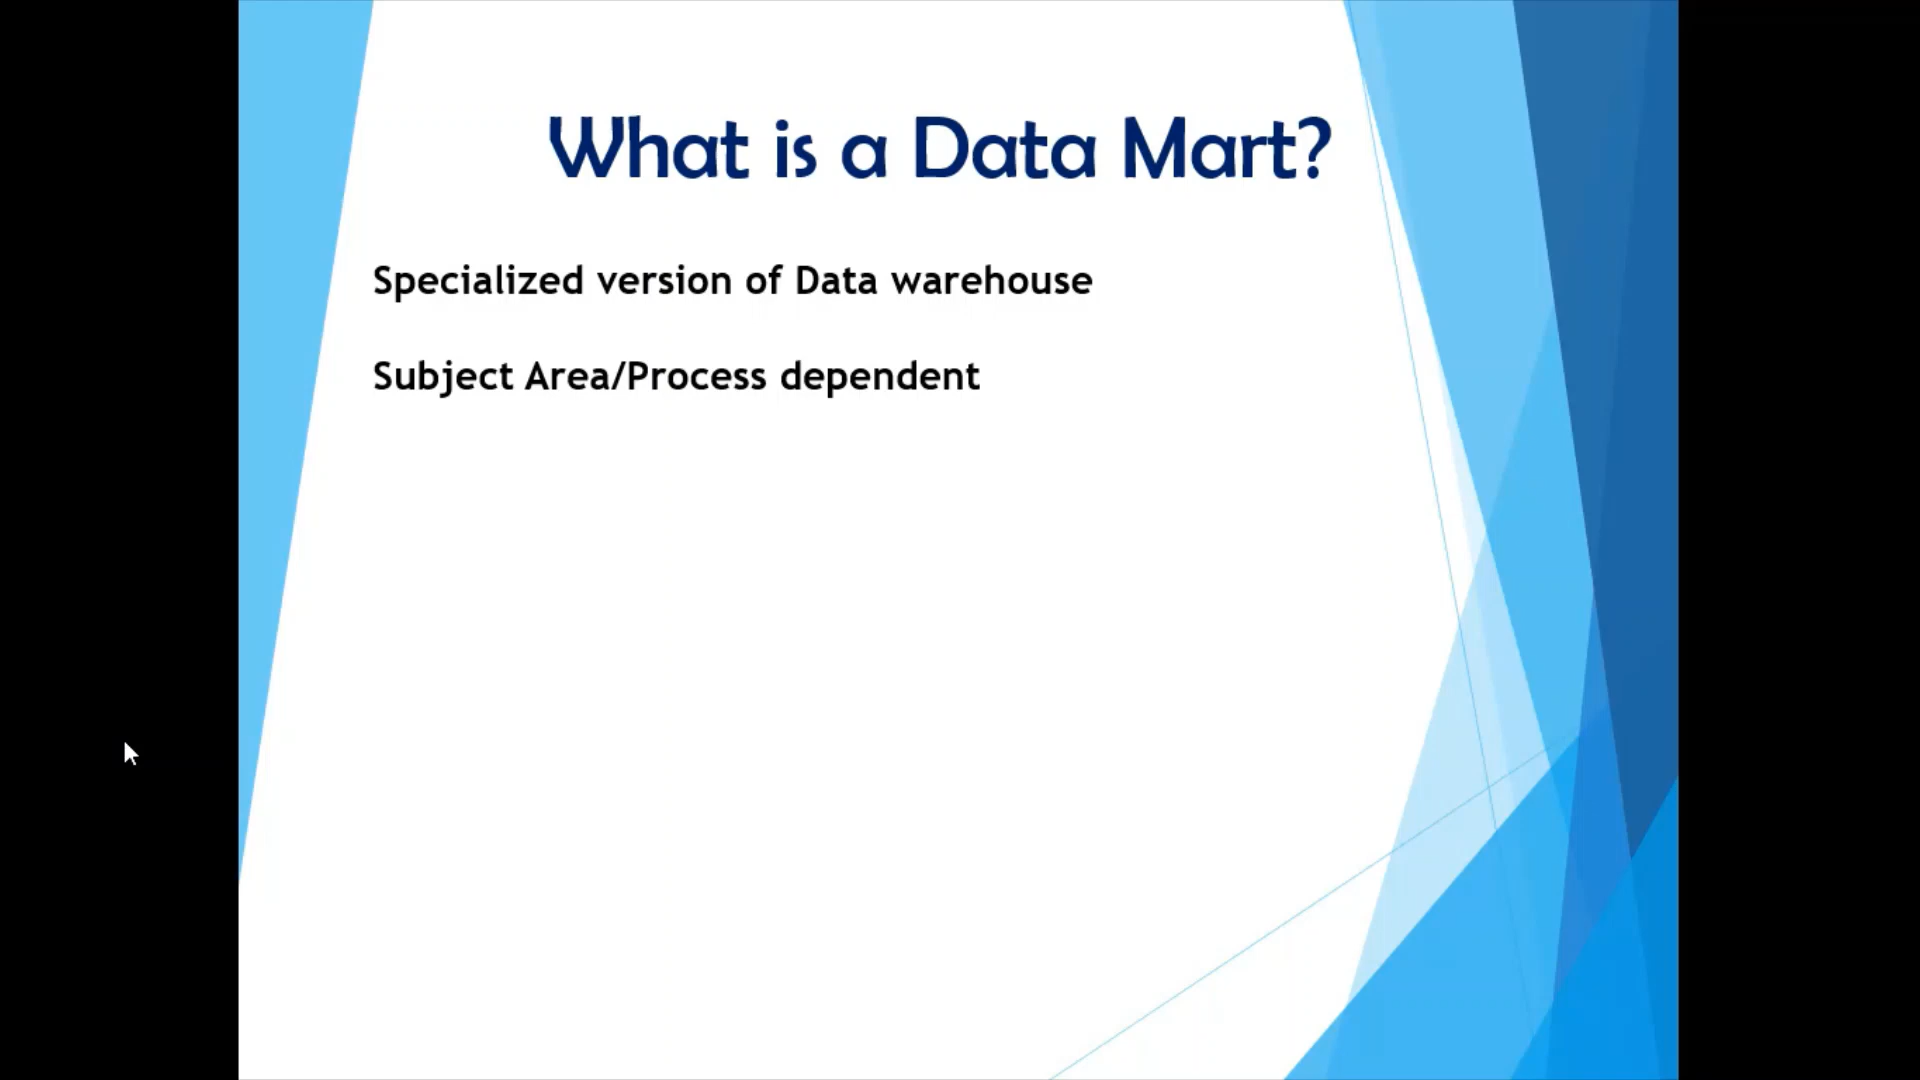 What is a Data Mart?
Specialized version of Data warehouse
Subject Area/Process dependent